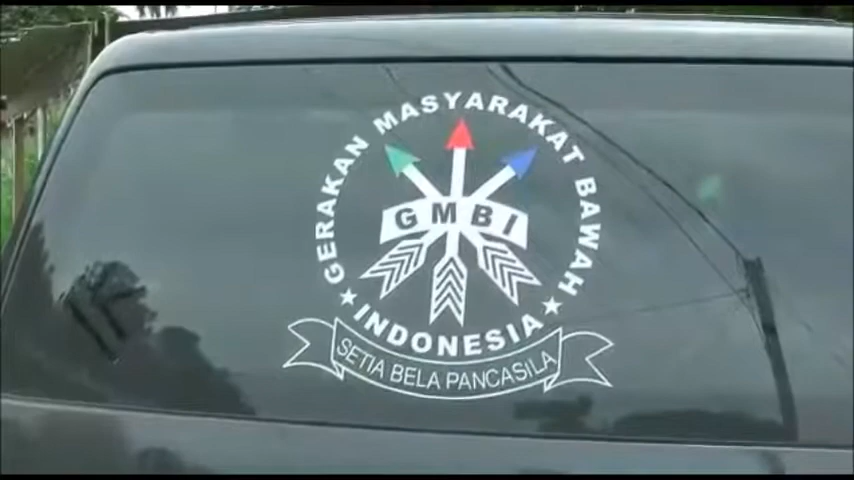 GERAKAN MASYARAKAT BAWAH
GMBI
INDONESIA
SETIA BELA PANCASILA